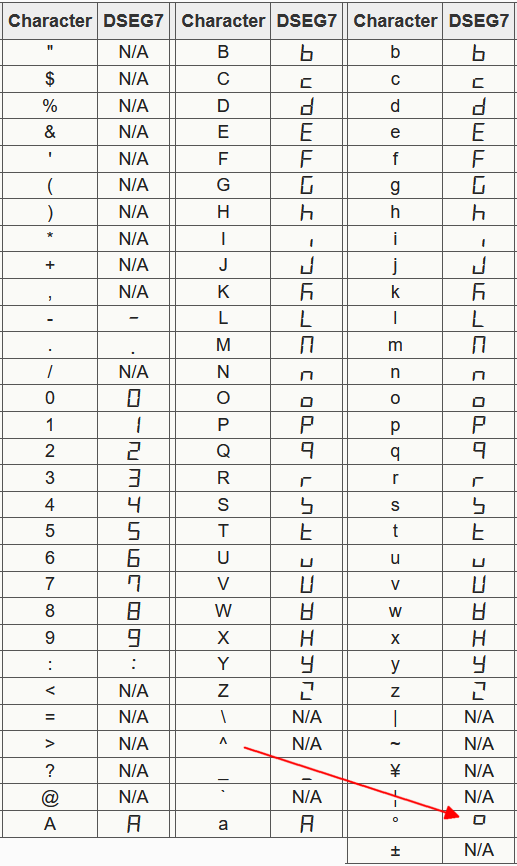 Character DSEG7 Character DSEG7 Character DSEG7
" N/A B b b b
$ N/A C c c c
% N/A D d d d
& N/A E E e E
' N/A F F f F
( N/A G G g G
) N/A H h h h
* N/A I ı i ı
+ N/A J J j J
, N/A K K k K
- - L L l L
. . M M m M
/ N/A N n n n
0 0 O o o o
1 1 P P p P
2 2 Q q q q
3 3 R r r r
4 4 S S s S
5 5 T t t t
6 6 U u u u
7 7 V U v U
8 8 W W w W
9 9 X H x H
: : Y y y y
< N/A Z Z z Z
= N/A \ N/A | N/A
> N/A ^ N/A ~ N/A
? N/A _ _ ¥ N/A
@ N/A ` N/A ¦ N/A
A A a A ° °
± N/A